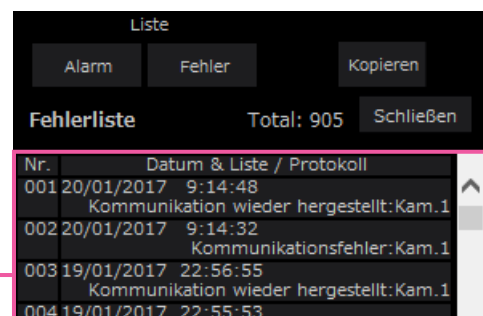 Liste
Alarm Fehler Kopieren
Fehlerliste Total: 905 Schließen
Nr. Datum & Liste / Protokoll
001 20/01/2017 9:14:48
Kommunikation wieder hergestellt:Kam.1
002 20/01/2017 9:14:32
Kommunikationsfehler:Kam.1
003 19/01/2017 22:56:55
Kommunikation wieder hergestellt:Kam.1
004 19/01/2017 22:55:53